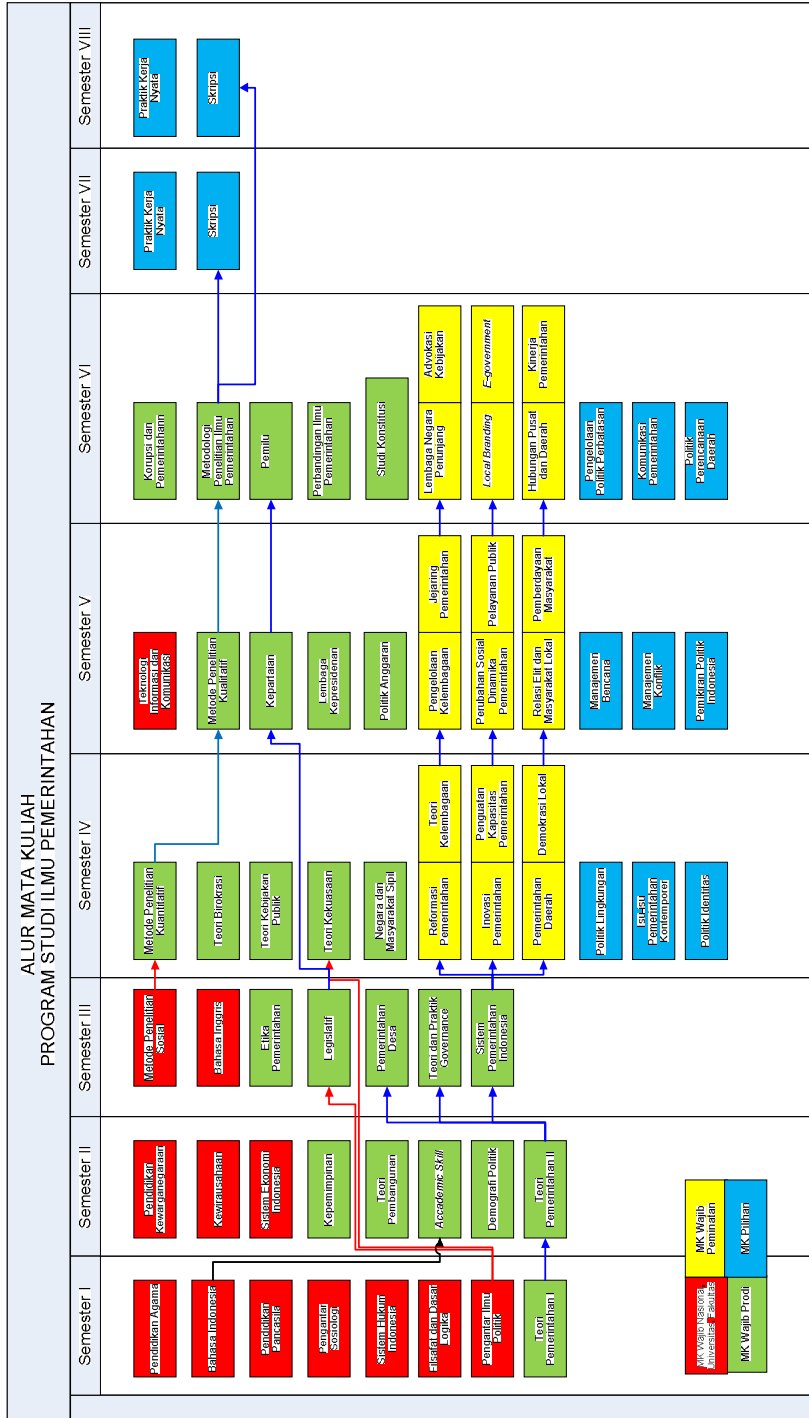 ALUR MATA KULIAH
PROGRAM STUDI ILMU PEMERINTAHAN
Semester I
Semester II
Semester III
Semester IV
Semester V
Semester VI
Semester VII
Semester VIII
Pendidikan Agama
Bahasa Indonesia
Pendidikan
Pancasila
Pengantar
Sosiologi
Sistem Hukum
Indonesia
Filsafat dan Dasar
Logika
Pengantar Ilmu
Politik
Teori
Pemerintahan I
Pendidikan
Kewarganegaraan
Kewirausahaan
Sistem Ekonomi
Indonesia
Kepemimpinan
Teori
Pembangunan
Accademic Skill
Demografi Politik
Teori
Pemerintahan II
Metode Penelitian
Sosial
Bahasa Inggris
Etika
Pemerintahan
Legislatif
Pemerintahan
Desa
Teori dan Praktik
Governance
Sistem
Pemerintahan
Indonesia
Metode Penelitian
Kuantitatif
Teori Birokrasi
Teori Kebijakan
Publik
Teori Kekuasaan
Negara dan
Masyarakat Sipil
Reformasi
Pemerintahan
Teori
Kelembagaan
Inovasi
Pemerintahan
Penguatan
Kapasitas
Pemerintahan
Pemerintahan
Daerah
Demokrasi Lokal
Politik Lingkungan
Isu-isu
Pemerintahan
Kontemporer
Politik Identitas
Teknologi
Informasi dan
Komunikasi
Metode Penelitian
Kualitatif
Kepartaian
Lembaga
Kepresidenan
Politik Anggaran
Pengelolaan
Kelembagaan
Jejaring
Pemerintahan
Perubahan Sosial
Dinamika
Pemerintahan
Pelayanan Publik
Relasi Elit dan
Masyarakat Lokal
Pemberdayaan
Masyarakat
Manajemen
Bencana
Manajemen
Konflik
Pemikiran Politik
Indonesia
Korupsi dan
Pemerintahann
Metodologi
Penelitian Ilmu
Pemerintahan
Pemilu
Perbandingan Ilmu
Pemerintahan
Studi Konstitusi
Lembaga Negara
Penunjang
Advokasi
Kebijakan
Local Branding
E-government
Hubungan Pusat
dan Daerah
Kinerja
Pemerintahan
Pengelolaan
Politik Perbatasan
Komunikasi
Pemerintahan
Politik
Perencanaan
Daerah
Praktik Kerja
Nyata
Skripsi
Praktik Kerja
Nyata
Skripsi
MK Wajib Nasional,
Universitas Fakultas
MK Wajib
Peminatan
MK Wajib Prodi
MK Pilihan